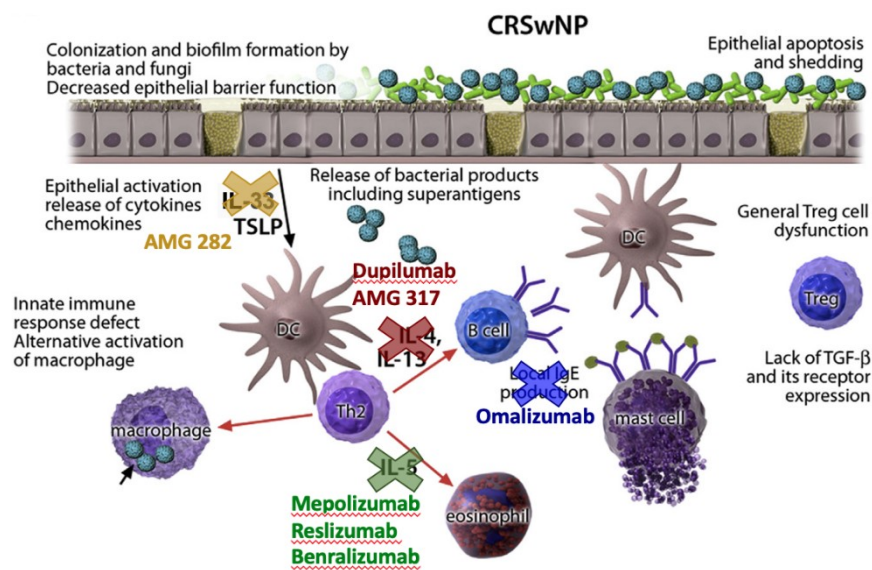 CRSwNP
Colonization and biofilm formation by
bacteria and fungi
Decreased epithelial barrier function
Epithelial apoptosis
and shedding
Epithelial activation
release of cytokines
chemokines
IL-33
TSLP
AMG 282
Release of bacterial products
including superantigens
DC
General Treg cell
dysfunction
Treg
Dupilumab
AMG 317
Innate immune
response defect
Alternative activation
of macrophage
DC
IL-4,
IL-13
B cell
Local IgE
production
Omalizumab
Lack of TGF-β
and its receptor
expression
Th2
macrophage
mast cell
IL-5
Mepolizumab
Reslizumab
Benralizumab
eosinophil